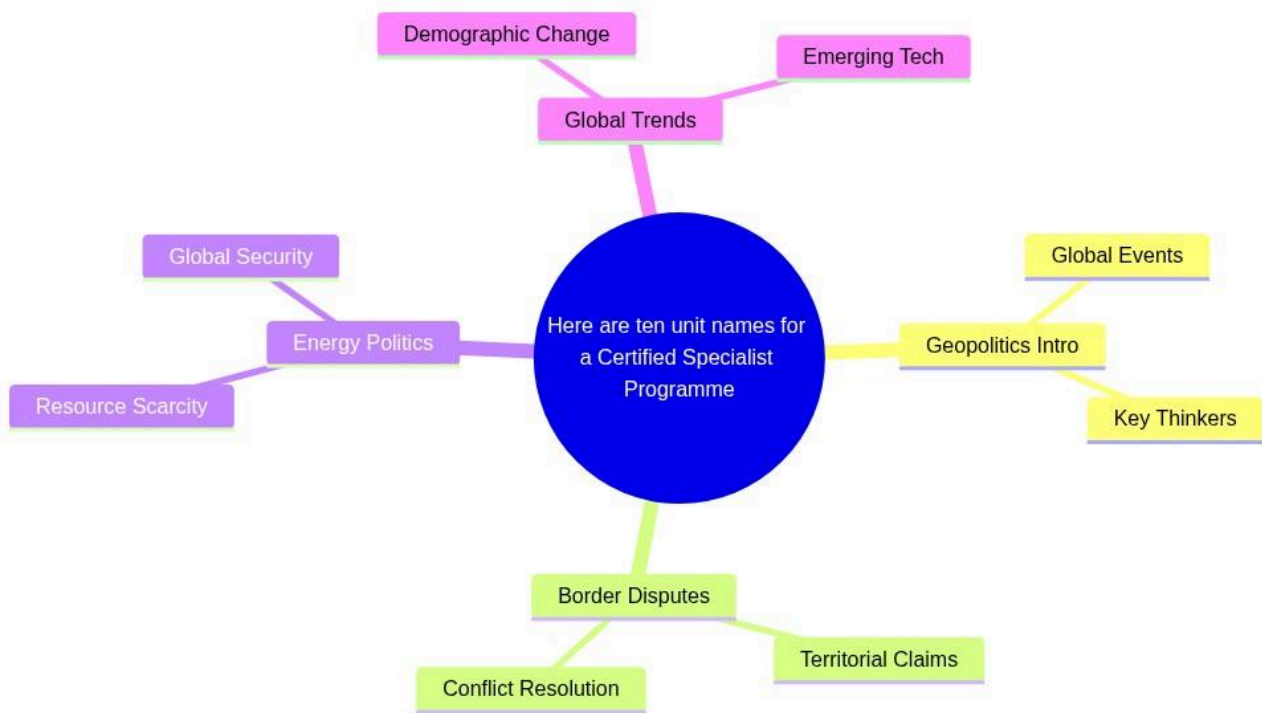 Demographic Change
Emerging Tech
Global Trends
Global Security
Energy Politics
Resource Scarcity
Here are ten unit names for
a Certified Specialist
Programme
Global Events
Geopolitics Intro
Key Thinkers
Border Disputes
Territorial Claims
Conflict Resolution